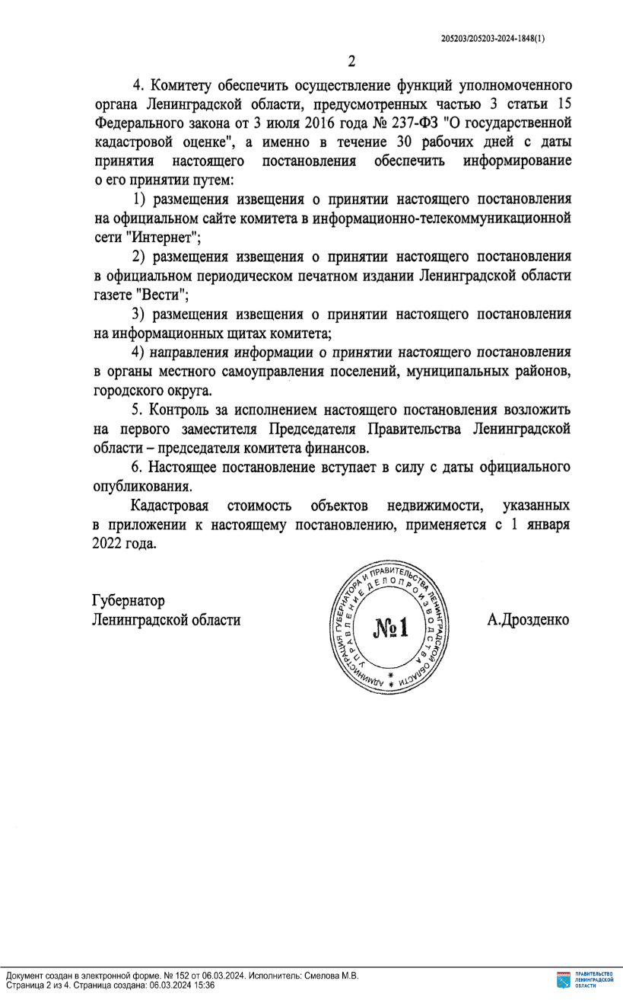 205203/205203-2024-1848(1)
2
4. Комитету обеспечить осуществление функций уполномоченного
органа Ленинградской области, предусмотренных частью 3 статьи 15
Федерального закона от 3 июля 2016 года № 237-ФЗ "О государственной
кадастровой оценке", а именно в течение 30 рабочих дней с даты
принятия настоящего постановления обеспечить информирование
о его принятии путем:
1) размещения извещения о принятии настоящего постановления
на официальном сайте комитета в информационно-телекоммуникационной
сети "Интернет";
2) размещения извещения о принятии настоящего постановления
в официальном периодическом печатном издании Ленинградской области
газете "Вести";
3) размещения извещения о принятии настоящего постановления
на информационных щитах комитета;
4) направления информации о принятии настоящего постановления
в органы местного самоуправления поселений, муниципальных районов,
городского округа.
5. Контроль за исполнением настоящего постановления возложить
на первого заместителя Председателя Правительства Ленинградской
области – председателя комитета финансов.
6. Настоящее постановление вступает в силу с даты официального
опубликования.
Кадастровая стоимость объектов недвижимости, указанных
в приложении к настоящему постановлению, применяется с 1 января
2022 года.
Губернатор
Ленинградской области
А.Дрозденко
АДМИНИСТРАЦИЯ ГУБЕРНАТОРА И ПРАВИТЕЛЬСТВА ЛЕНИНГРАДСКОЙ ОБЛАСТИ *
УПРАВЛЕНИЕ ДЕЛОПРОИЗВОДСТВА *
№1
Документ создан в электронной форме. № 152 от 06.03.2024. Исполнитель: Смелова М.В.
Страница 2 из 4. Страница создана: 06.03.2024 15:36
ПРАВИТЕЛЬСТВО
ЛЕНИНГРАДСКОЙ
ОБЛАСТИ